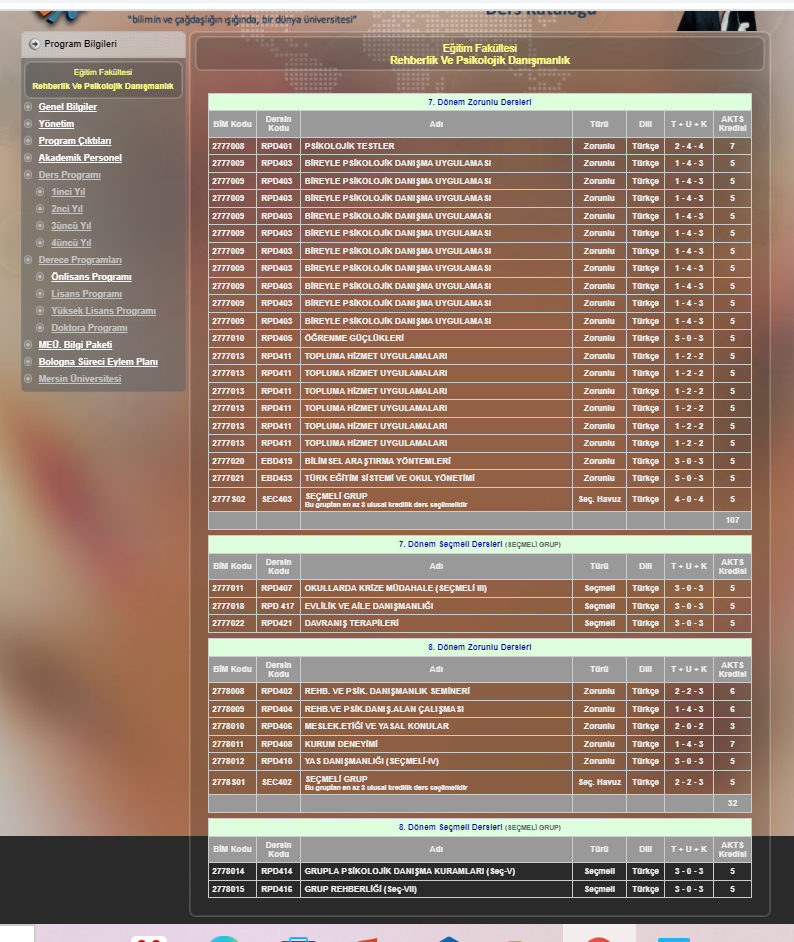 "bilimin ve çağdaşlığın ışığında, bir dünya üniversitesi"
Ders Kataloğu
Program Bilgileri
Eğitim Fakültesi
Rehberlik Ve Psikolojik Danışmanlık
Genel Bilgiler
Yönetim
Program Çıktıları
Akademik Personel
Ders Programı
1inci Yıl
2nci Yıl
3üncü Yıl
4üncü Yıl
Derece Programları
Önlisans Programı
Lisans Programı
Yüksek Lisans Programı
Doktora Programı
MEÜ. Bilgi Paketi
Bologna Süreci Eylem Planı
Mersin Üniversitesi
Eğitim Fakültesi
Rehberlik Ve Psikolojik Danışmanlık
7. Dönem Zorunlu Dersleri
BİM Kodu Dersin Kodu Adı Türü Dili T + U + K AKTS Kredisi
2777008 RPD401 PSİKOLOJİK TESTLER Zorunlu Türkçe 2 - 4 - 4 7
2777009 RPD403 BİREYLE PSİKOLOJİK DANIŞMA UYGULAMASI Zorunlu Türkçe 1 - 4 - 3 5
2777009 RPD403 BİREYLE PSİKOLOJİK DANIŞMA UYGULAMASI Zorunlu Türkçe 1 - 4 - 3 5
2777009 RPD403 BİREYLE PSİKOLOJİK DANIŞMA UYGULAMASI Zorunlu Türkçe 1 - 4 - 3 5
2777009 RPD403 BİREYLE PSİKOLOJİK DANIŞMA UYGULAMASI Zorunlu Türkçe 1 - 4 - 3 5
2777009 RPD403 BİREYLE PSİKOLOJİK DANIŞMA UYGULAMASI Zorunlu Türkçe 1 - 4 - 3 5
2777009 RPD403 BİREYLE PSİKOLOJİK DANIŞMA UYGULAMASI Zorunlu Türkçe 1 - 4 - 3 5
2777009 RPD403 BİREYLE PSİKOLOJİK DANIŞMA UYGULAMASI Zorunlu Türkçe 1 - 4 - 3 5
2777009 RPD403 BİREYLE PSİKOLOJİK DANIŞMA UYGULAMASI Zorunlu Türkçe 1 - 4 - 3 5
2777009 RPD403 BİREYLE PSİKOLOJİK DANIŞMA UYGULAMASI Zorunlu Türkçe 1 - 4 - 3 5
2777009 RPD403 BİREYLE PSİKOLOJİK DANIŞMA UYGULAMASI Zorunlu Türkçe 1 - 4 - 3 5
2777010 RPD405 ÖĞRENME GÜÇLÜKLERİ Zorunlu Türkçe 3 - 0 - 3 5
2777013 RPD411 TOPLUMA HİZMET UYGULAMALARI Zorunlu Türkçe 1 - 2 - 2 5
2777013 RPD411 TOPLUMA HİZMET UYGULAMALARI Zorunlu Türkçe 1 - 2 - 2 5
2777013 RPD411 TOPLUMA HİZMET UYGULAMALARI Zorunlu Türkçe 1 - 2 - 2 5
2777013 RPD411 TOPLUMA HİZMET UYGULAMALARI Zorunlu Türkçe 1 - 2 - 2 5
2777013 RPD411 TOPLUMA HİZMET UYGULAMALARI Zorunlu Türkçe 1 - 2 - 2 5
2777013 RPD411 TOPLUMA HİZMET UYGULAMALARI Zorunlu Türkçe 1 - 2 - 2 5
2777020 EBD419 BİLİMSEL ARAŞTIRMA YÖNTEMLERİ Zorunlu Türkçe 3 - 0 - 3 5
2777021 EBD433 TÜRK EĞİTİM SİSTEMİ VE OKUL YÖNETİMİ Zorunlu Türkçe 3 - 0 - 3 5
2777S02 SEC403 SEÇMELİ GRUP Seç. Havuz Türkçe 4 - 0 - 4 5
Bu gruptan en az 3 ulusal kredilik ders seçilmelidir
107
7. Dönem Seçmeli Dersleri (SEÇMELİ GRUP)
BİM Kodu Dersin Kodu Adı Türü Dili T + U + K AKTS Kredisi
2777011 RPD407 OKULLARDA KRİZE MÜDAHALE (SEÇMELİ III) Seçmeli Türkçe 3 - 0 - 3 5
2777018 RPD 417 EVLİLİK VE AİLE DANIŞMANLIĞI Seçmeli Türkçe 3 - 0 - 3 5
2777022 RPD421 DAVRANIŞ TERAPİLERİ Seçmeli Türkçe 3 - 0 - 3 5
8. Dönem Zorunlu Dersleri
BİM Kodu Dersin Kodu Adı Türü Dili T + U + K AKTS Kredisi
2778008 RPD402 REHB. VE PSİK. DANIŞMANLIK SEMİNERİ Zorunlu Türkçe 2 - 2 - 3 6
2778009 RPD404 REHB.VE PSİK.DANIŞ.ALAN ÇALIŞMASI Zorunlu Türkçe 1 - 4 - 3 6
2778010 RPD406 MESLEK.ETİĞİ VE YASAL KONULAR Zorunlu Türkçe 2 - 0 - 2 3
2778011 RPD408 KURUM DENEYİMİ Zorunlu Türkçe 1 - 4 - 3 7
2778012 RPD410 YAS DANIŞMANLIĞI (SEÇMELİ-IV) Zorunlu Türkçe 3 - 0 - 3 5
2778S01 SEC402 SEÇMELİ GRUP Seç. Havuz Türkçe 2 - 2 - 3 5
Bu gruptan en az 3 ulusal kredilik ders seçilmelidir
32
8. Dönem Seçmeli Dersleri (SEÇMELİ GRUP)
BİM Kodu Dersin Kodu Adı Türü Dili T + U + K AKTS Kredisi
2778014 RPD414 GRUPLA PSİKOLOJİK DANIŞMA KURAMLARI (Seç-V) Seçmeli Türkçe 3 - 0 - 3 5
2778015 RPD416 GRUP REHBERLİĞİ (Seç-VII) Seçmeli Türkçe 3 - 0 - 3 5